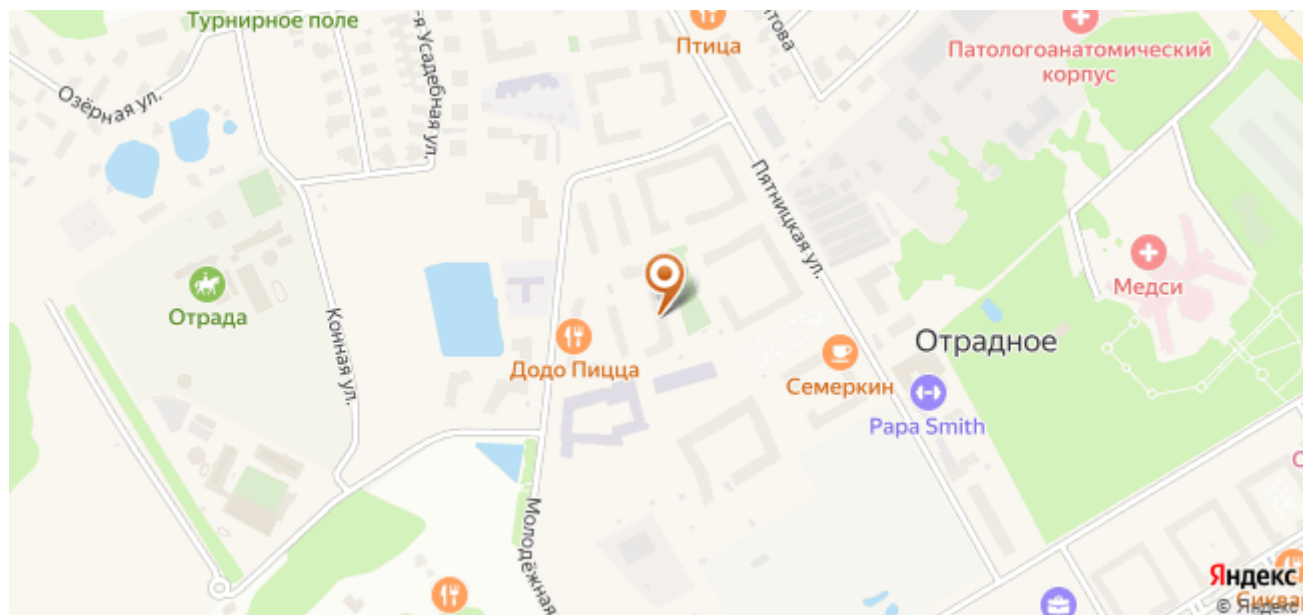 Турнирное поле
-я Усадебная ул.
Птица
Патологоанатомический
корпус
Озёрная ул.
Пятницкая ул.
Отрада
Конная ул.
Додо Пицца
Медси
Отрадное
Семеркин
Papa Smith
Молодёжная
Яндекс
© Яндекс